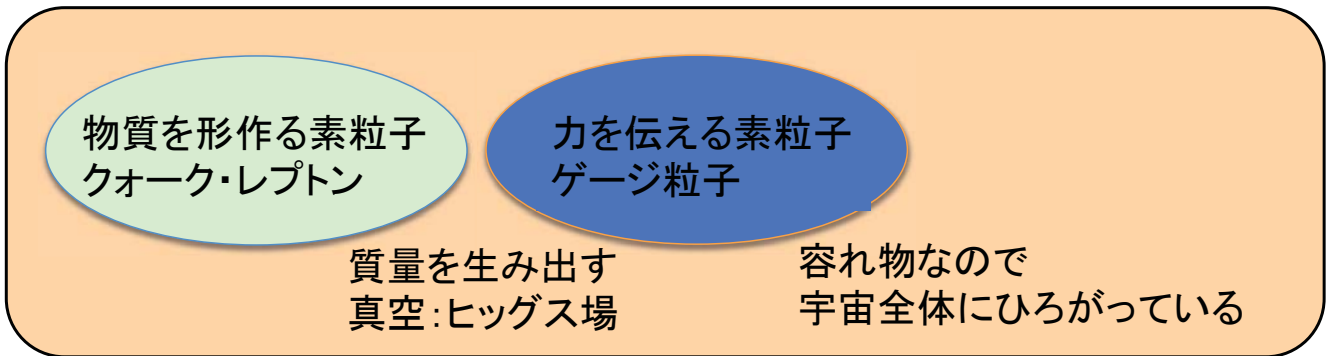 物質を形作る素粒子
クォーク・レプトン
力を伝える素粒子
ゲージ粒子
質量を生み出す
真空：ヒッグス場
容れ物なので
宇宙全体にひろがっている